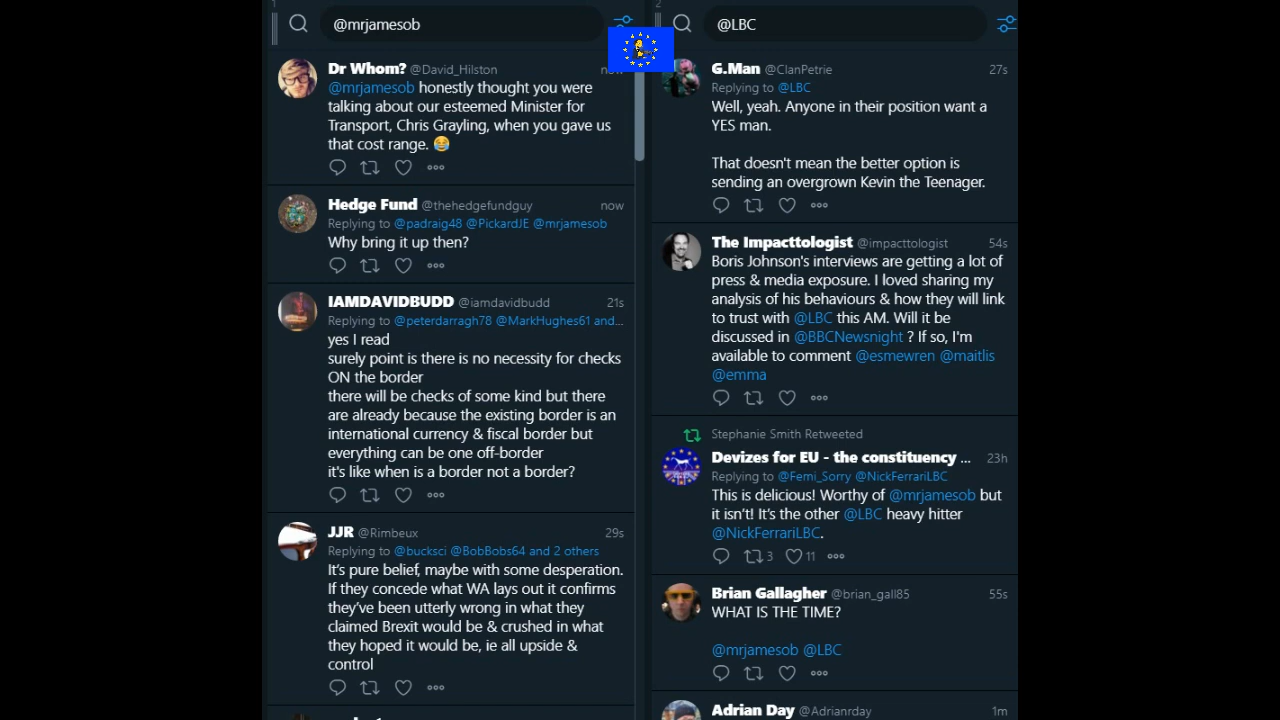 1
@mrjamesob
Dr Whom? @David_Hilston now
@mrjamesob honestly thought you were
talking about our esteemed Minister for
Transport, Chris Grayling, when you gave us
that cost range. 😂
Hedge Fund @thehedgefundguy now
Replying to @padraig48 @PickardJE @mrjamesob
Why bring it up then?
IAMDAVIDBUDD @iamdavidbudd 21s
Replying to @peterdarragh78 @MarkHughes61 and...
yes I read
surely point is there is no necessity for checks
ON the border
there will be checks of some kind but there
are already because the existing border is an
international currency & fiscal border but
everything can be one off-border
it's like when is a border not a border?
JJR @Rimbeux 29s
Replying to @bucksci @BobBobs64 and 2 others
It's pure belief, maybe with some desperation.
If they concede what WA lays out it confirms
they've been utterly wrong in what they
claimed Brexit would be & crushed in what
they hoped it would be, ie all upside &
control
2
@LBC
G.Man @ClanPetrie 27s
Replying to @LBC
Well, yeah. Anyone in their position want a
YES man.
That doesn't mean the better option is
sending an overgrown Kevin the Teenager.
The Impacttologist @impacttologist 54s
Boris Johnson's interviews are getting a lot of
press & media exposure. I loved sharing my
analysis of his behaviours & how they will link
to trust with @LBC this AM. Will it be
discussed in @BBCNewsnight ? If so, I'm
available to comment @esmewren @maitlis
@emma
Stephanie Smith Retweeted
Devizes for EU - the constituency ... 23h
Replying to @Femi_Sorry @NickFerrariLBC
This is delicious! Worthy of @mrjamesob but
it isn't! It's the other @LBC heavy hitter
@NickFerrariLBC.
3 11
Brian Gallagher @brian_gall85 55s
WHAT IS THE TIME?
@mrjamesob @LBC
Adrian Day @Adrianrday 1m